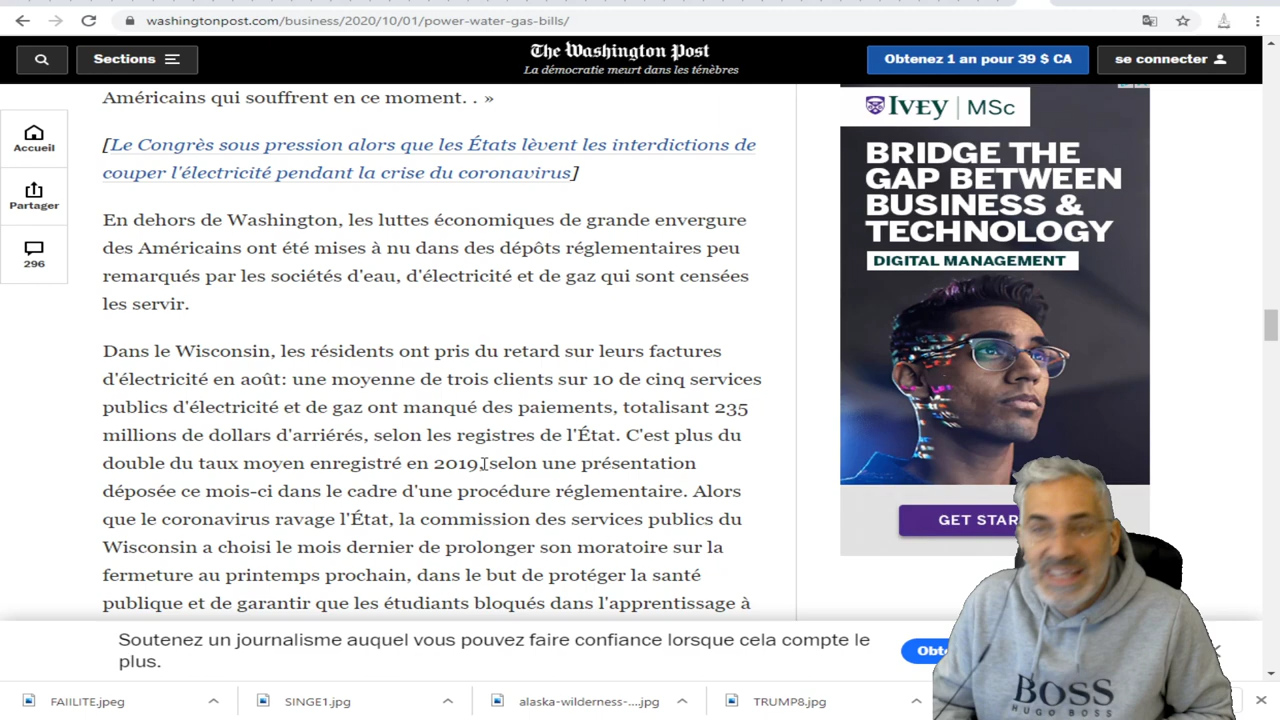 washingtonpost.com/business/2020/10/01/power-water-gas-bills/
Sections
The Washington Post
La démocratie meurt dans les ténèbres
Obtenez 1 an pour 39 $ CA
se connecter
Accueil
Partager
296
Américains qui souffrent en ce moment. . »
[Le Congrès sous pression alors que les États lèvent les interdictions de
couper l'électricité pendant la crise du coronavirus]
En dehors de Washington, les luttes économiques de grande envergure
des Américains ont été mises à nu dans des dépôts réglementaires peu
remarqués par les sociétés d'eau, d'électricité et de gaz qui sont censées
les servir.
Dans le Wisconsin, les résidents ont pris du retard sur leurs factures
d'électricité en août: une moyenne de trois clients sur 10 de cinq services
publics d'électricité et de gaz ont manqué des paiements, totalisant 235
millions de dollars d'arriérés, selon les registres de l'État. C'est plus du
double du taux moyen enregistré en 2019, selon une présentation
déposée ce mois-ci dans le cadre d'une procédure réglementaire. Alors
que le coronavirus ravage l'État, la commission des services publics du
Wisconsin a choisi le mois dernier de prolonger son moratoire sur la
fermeture au printemps prochain, dans le but de protéger la santé
publique et de garantir que les étudiants bloqués dans l'apprentissage à
IVEY | MSc
BRIDGE THE
GAP BETWEEN
BUSINESS &
TECHNOLOGY
DIGITAL MANAGEMENT
GET STAR
Soutenez un journalisme auquel vous pouvez faire confiance lorsque cela compte le
plus.
Obte
FAIILITE.jpeg
SINGE1.jpg
alaska-wilderness-....jpg
TRUMP8.jpg
BOSS
HUGO BOSS